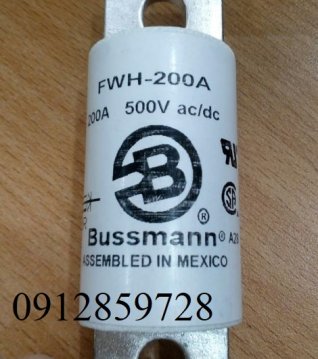 FWH-200A
200A 500V ac/dc
B
®
Bussmann®
ASSEMBLED IN MEXICO
0912859728